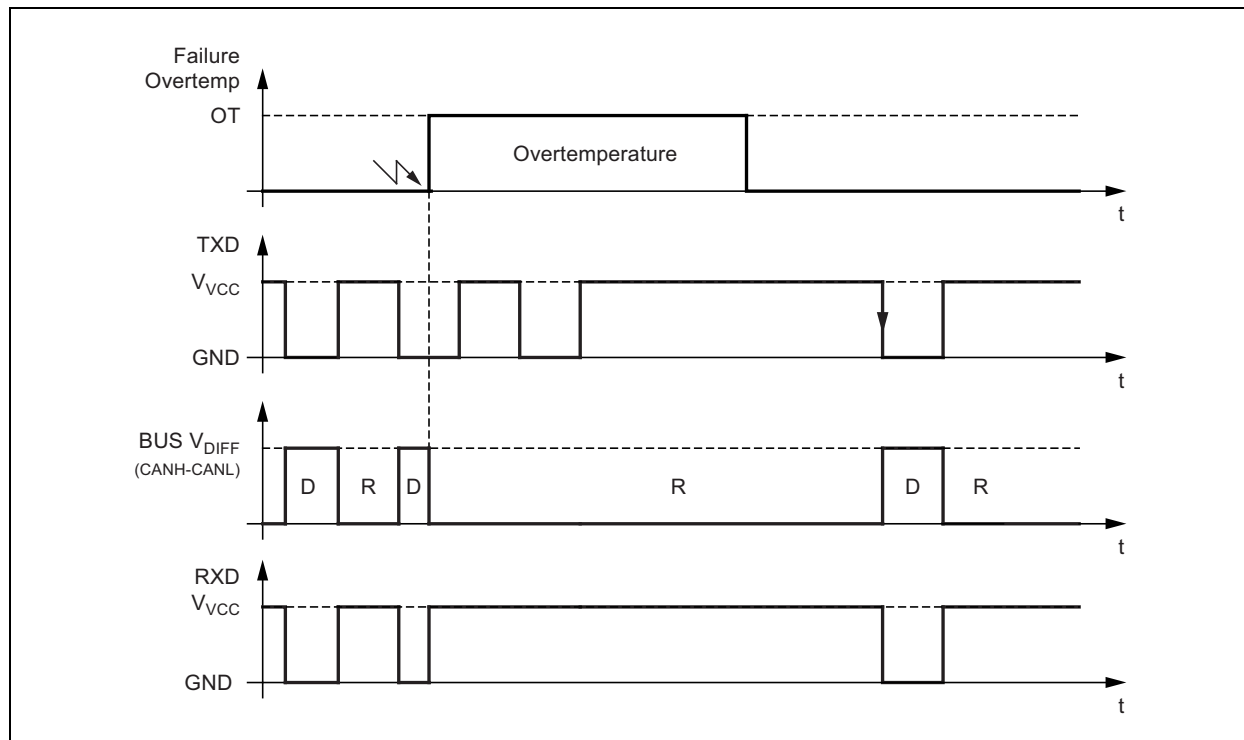 Failure
Overtemp
OT
Overtemperature
t
TXD
VVCC
GND
t
BUS VDIFF
(CANH-CANL)
D R D R D R
t
RXD
VVCC
GND
t